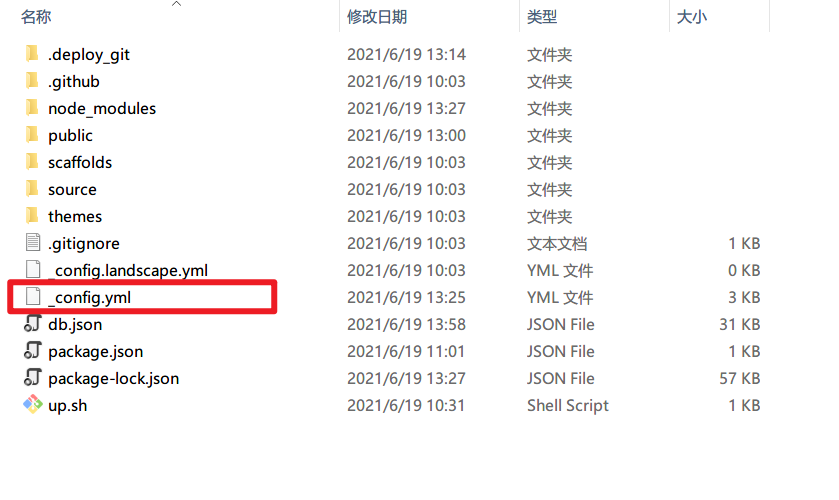 名称 修改日期 类型 大小
.deploy_git 2021/6/19 13:14 文件夹
.github 2021/6/19 10:03 文件夹
node_modules 2021/6/19 13:27 文件夹
public 2021/6/19 13:00 文件夹
scaffolds 2021/6/19 10:03 文件夹
source 2021/6/19 10:03 文件夹
themes 2021/6/19 10:03 文件夹
.gitignore 2021/6/19 10:03 文本文档 1 KB
_config.landscape.yml 2021/6/19 10:03 YML 文件 0 KB
_config.yml 2021/6/19 13:25 YML 文件 3 KB
db.json 2021/6/19 13:58 JSON File 31 KB
package.json 2021/6/19 11:01 JSON File 1 KB
package-lock.json 2021/6/19 13:27 JSON File 57 KB
up.sh 2021/6/19 10:31 Shell Script 1 KB